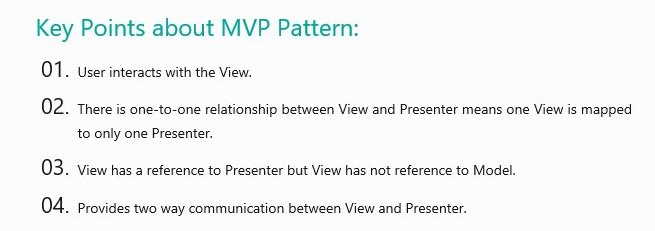 Key Points about MVP Pattern:
01. User interacts with the View.
02. There is one-to-one relationship between View and Presenter means one View is mapped
to only one Presenter.
03. View has a reference to Presenter but View has not reference to Model.
04. Provides two way communication between View and Presenter.